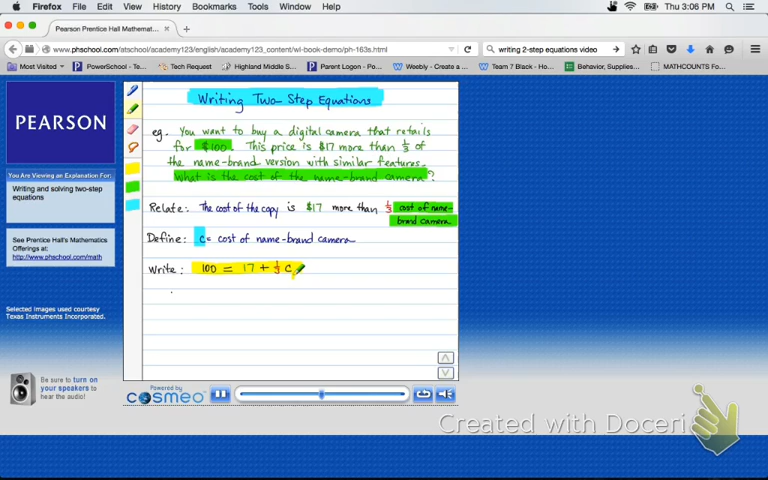 Firefox File Edit View History Bookmarks Tools Window Help Thu 3:06 PM
Pearson Prentice Hall Mathemat...
www.phschool.com/atschool/academy123/english/academy123_content/wl-book-demo/ph-163s.html writing 2-step equations video
Most Visited PowerSchool - To... Tech Request Highland Middle S... Parent Logon - Po... Weebly - Create a... Team 7 Black - Ho... Behavior, Supplies... MATHCOUNTS Fo...
PEARSON
You Are Viewing an Explanation For:
Writing and solving two-step
equations
See Prentice Hall's Mathematics
Offerings at:
http://www.phschool.com/math
Selected images used courtesy
Texas Instruments Incorporated.
Be sure to turn on
your speakers to
hear the audio!
Writing Two-Step Equations
eg. You want to buy a digital camera that retails
for $100. This price is $17 more than 1/3 of
the name-brand version with similar features.
What is the cost of the name-brand camera?
Relate: The cost of the copy is $17 more than 1/3 cost of name-
brand camera
Define: c = cost of name-brand camera
Write: 100 = 17 + 1/3 c
Powered by
cosmeo
Created with Doceri